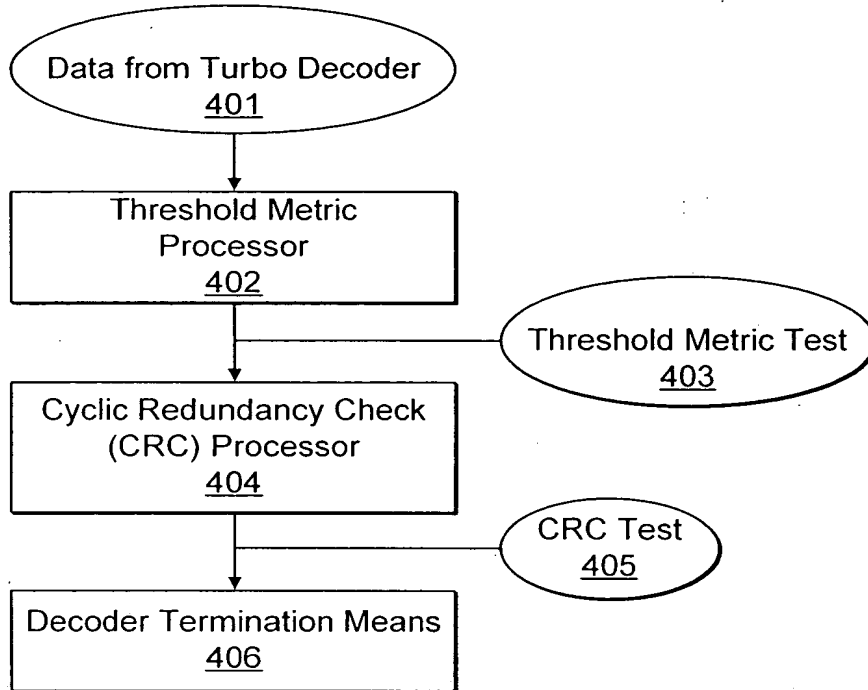 Data from Turbo Decoder
401
Threshold Metric
Processor
402
Threshold Metric Test
403
Cyclic Redundancy Check
(CRC) Processor
404
CRC Test
405
Decoder Termination Means
406